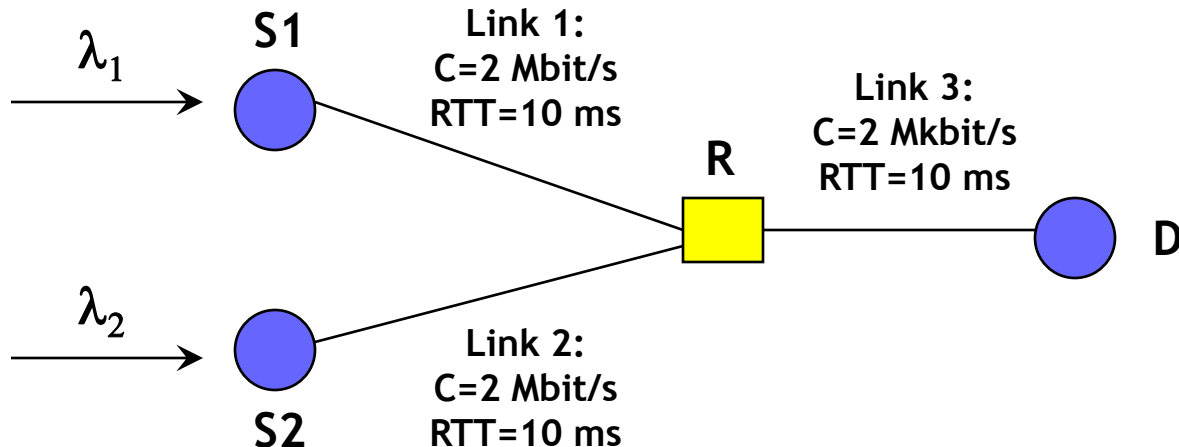 S1
λ1
Link 1:
C=2 Mbit/s
RTT=10 ms
Link 3:
C=2 Mkbit/s
RTT=10 ms
R
D
λ2
S2
Link 2:
C=2 Mbit/s
RTT=10 ms